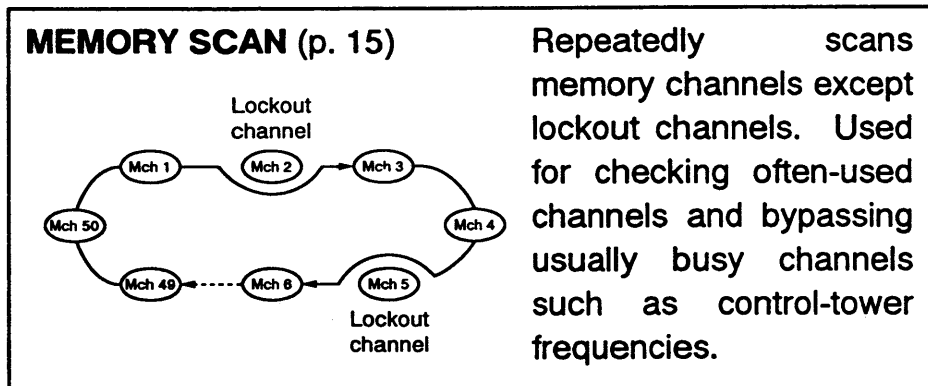 MEMORY SCAN (p. 15)
Lockout
channel
Mch 1
Mch 2
Mch 3
Mch 50
Mch 4
Mch 49
Mch 6
Mch 5
Lockout
channel
Repeatedly scans
memory channels except
lockout channels. Used
for checking often-used
channels and bypassing
usually busy channels
such as control-tower
frequencies.